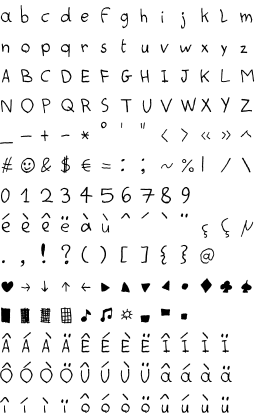 a b c d e f g h i j k l m
n o p q r s t u v w x y z
A B C D E F G H I J K L M
N O P Q R S T U V W X Y Z
_ – + - * ° ' " < > « » ^
# ☺ & $ € = : ; ~ % | / \
0 1 2 3 4 5 6 7 8 9
é è ê ë à ù ^ ´ ` ¨ ç Ç µ
. , ! ? ( ) [ ] { } @
♥ → ↓ ↑ ← ► ▲ ▼ ◄ ● ♦ ♣ ♠
♪ ♫ ☼
Â Á À Ä Ê É È Ë Î Í Ì Ï
Ô Ó Ò Ö Û Ú Ù Ü â á à ä
î í ì ï ô ó ò ö û ú ù ü